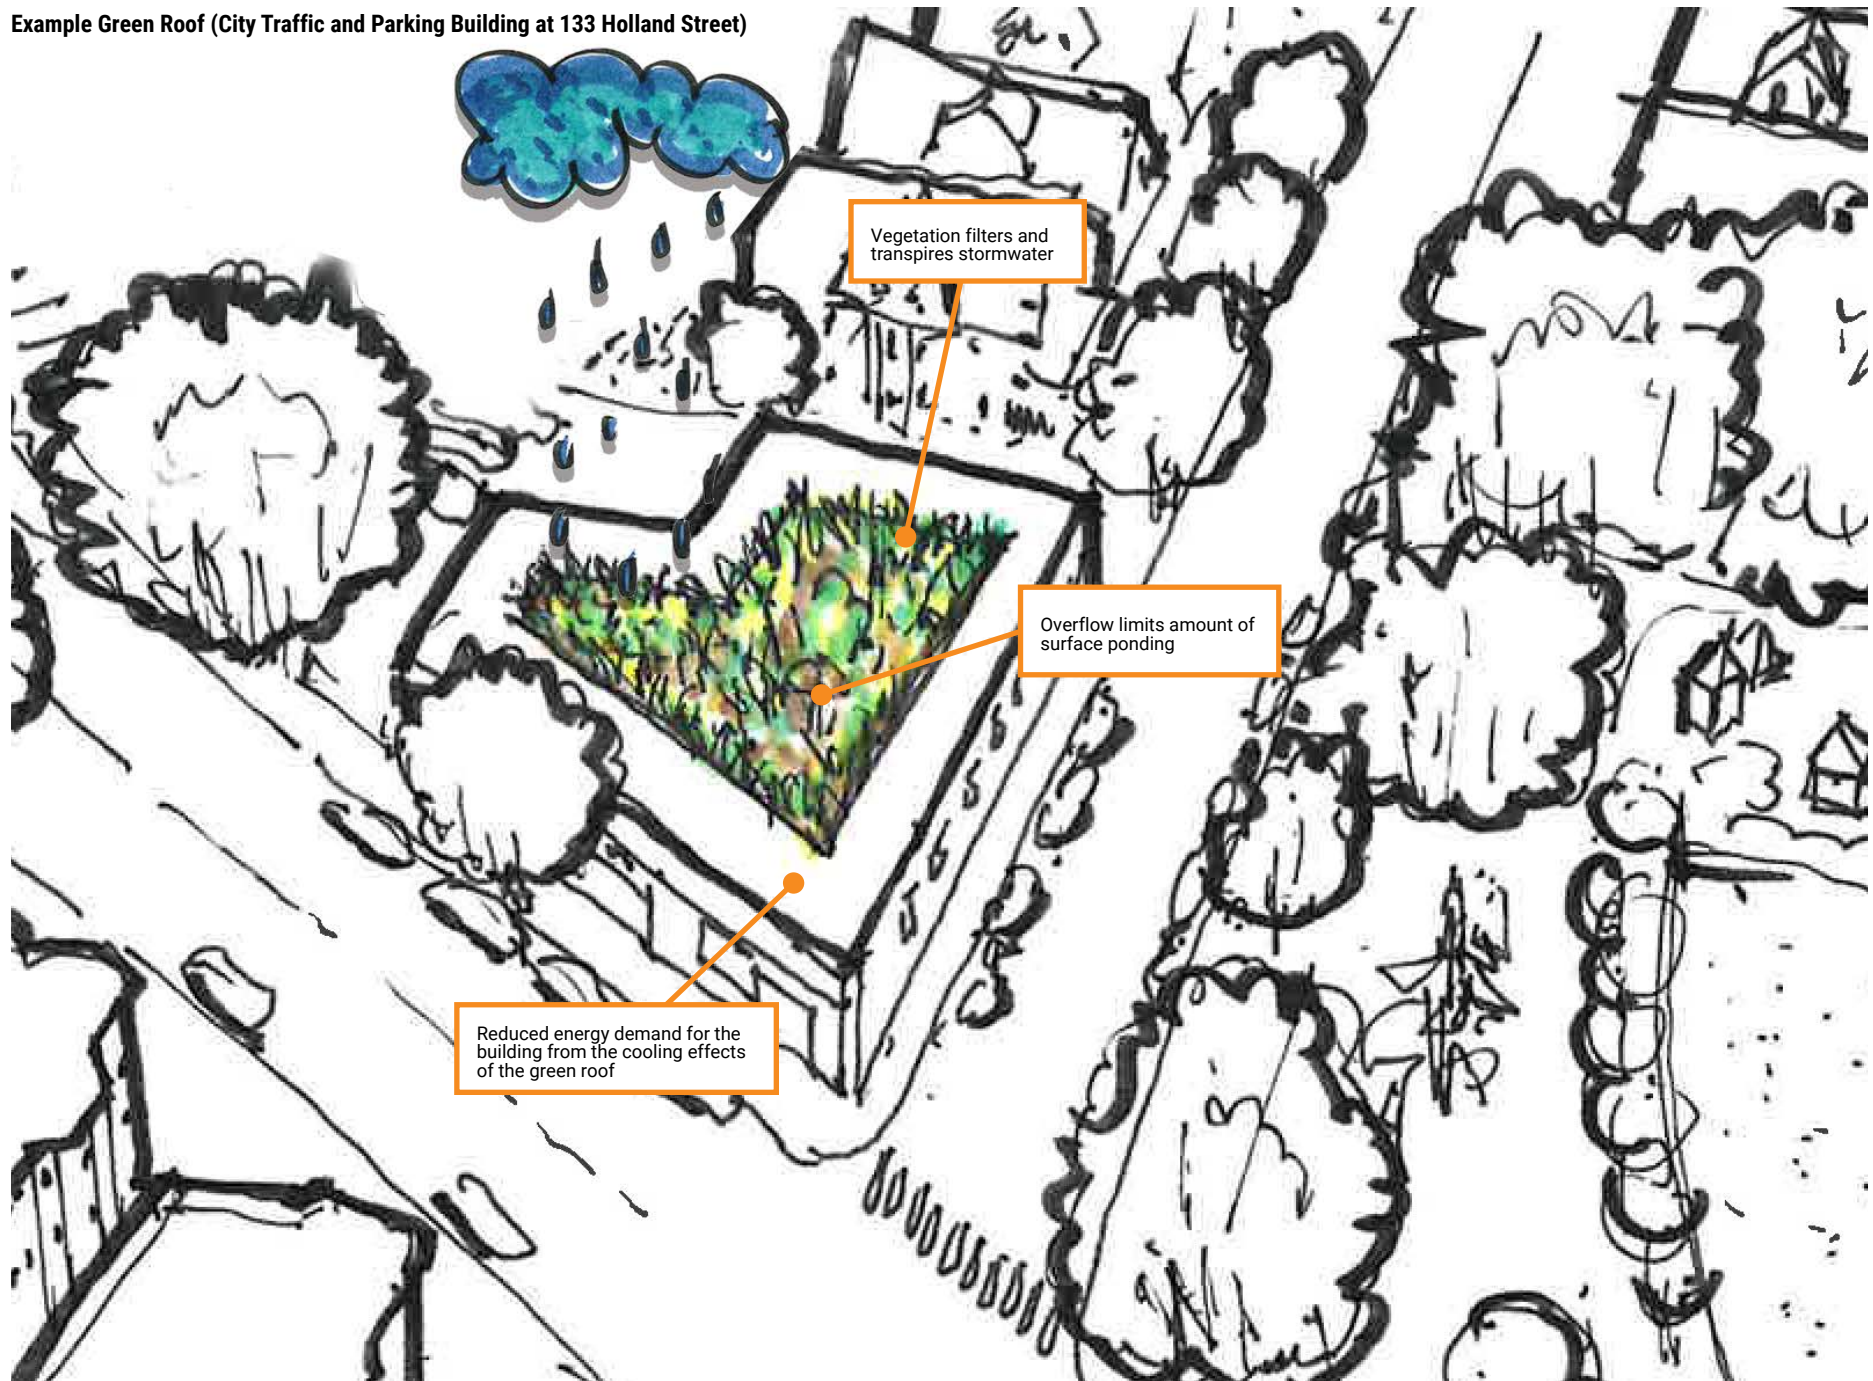 Example Green Roof (City Traffic and Parking Building at 133 Holland Street)
Vegetation filters and
transpires stormwater
Overflow limits amount of
surface ponding
Reduced energy demand for the
building from the cooling effects
of the green roof